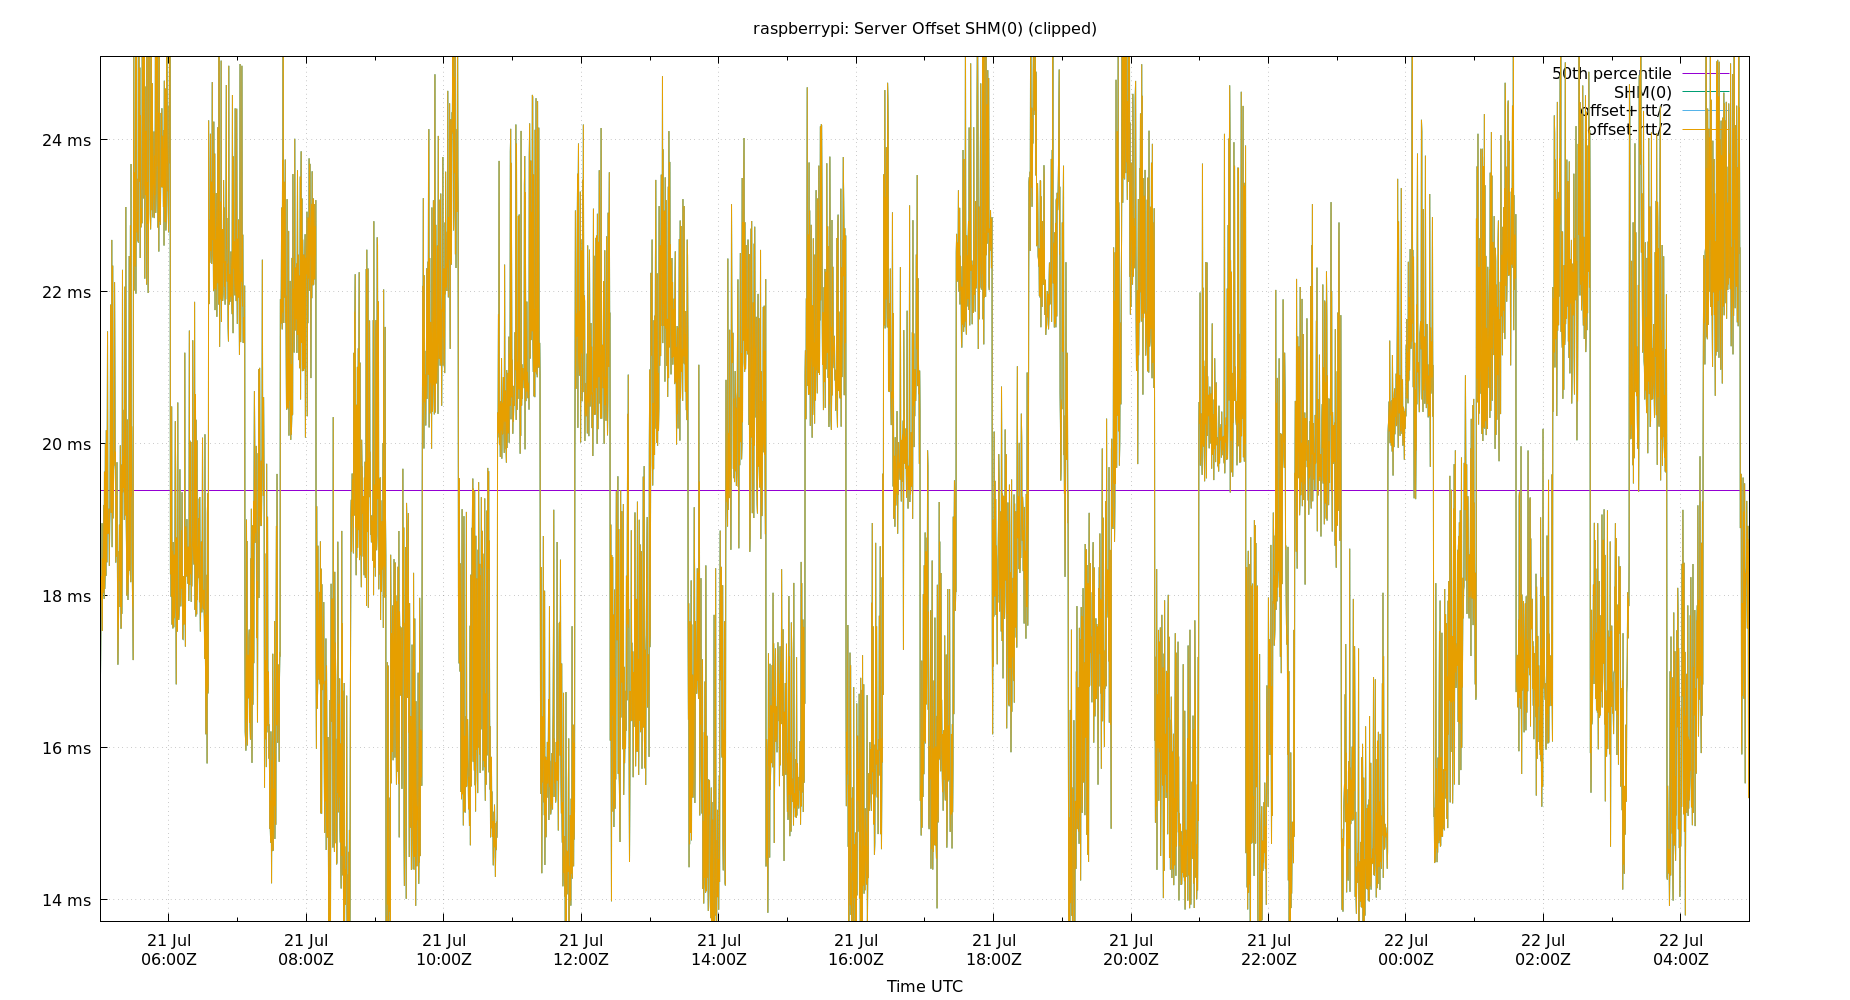 raspberrypi: Server Offset SHM(0) (clipped)
50th percentile
SHM(0)
offset+rtt/2
offset-rtt/2
24 ms
22 ms
20 ms
18 ms
16 ms
14 ms
21 Jul 21 Jul 21 Jul 21 Jul 21 Jul 21 Jul 21 Jul 21 Jul 21 Jul 22 Jul 22 Jul 22 Jul
06:00Z 08:00Z 10:00Z 12:00Z 14:00Z 16:00Z 18:00Z 20:00Z 22:00Z 00:00Z 02:00Z 04:00Z
Time UTC